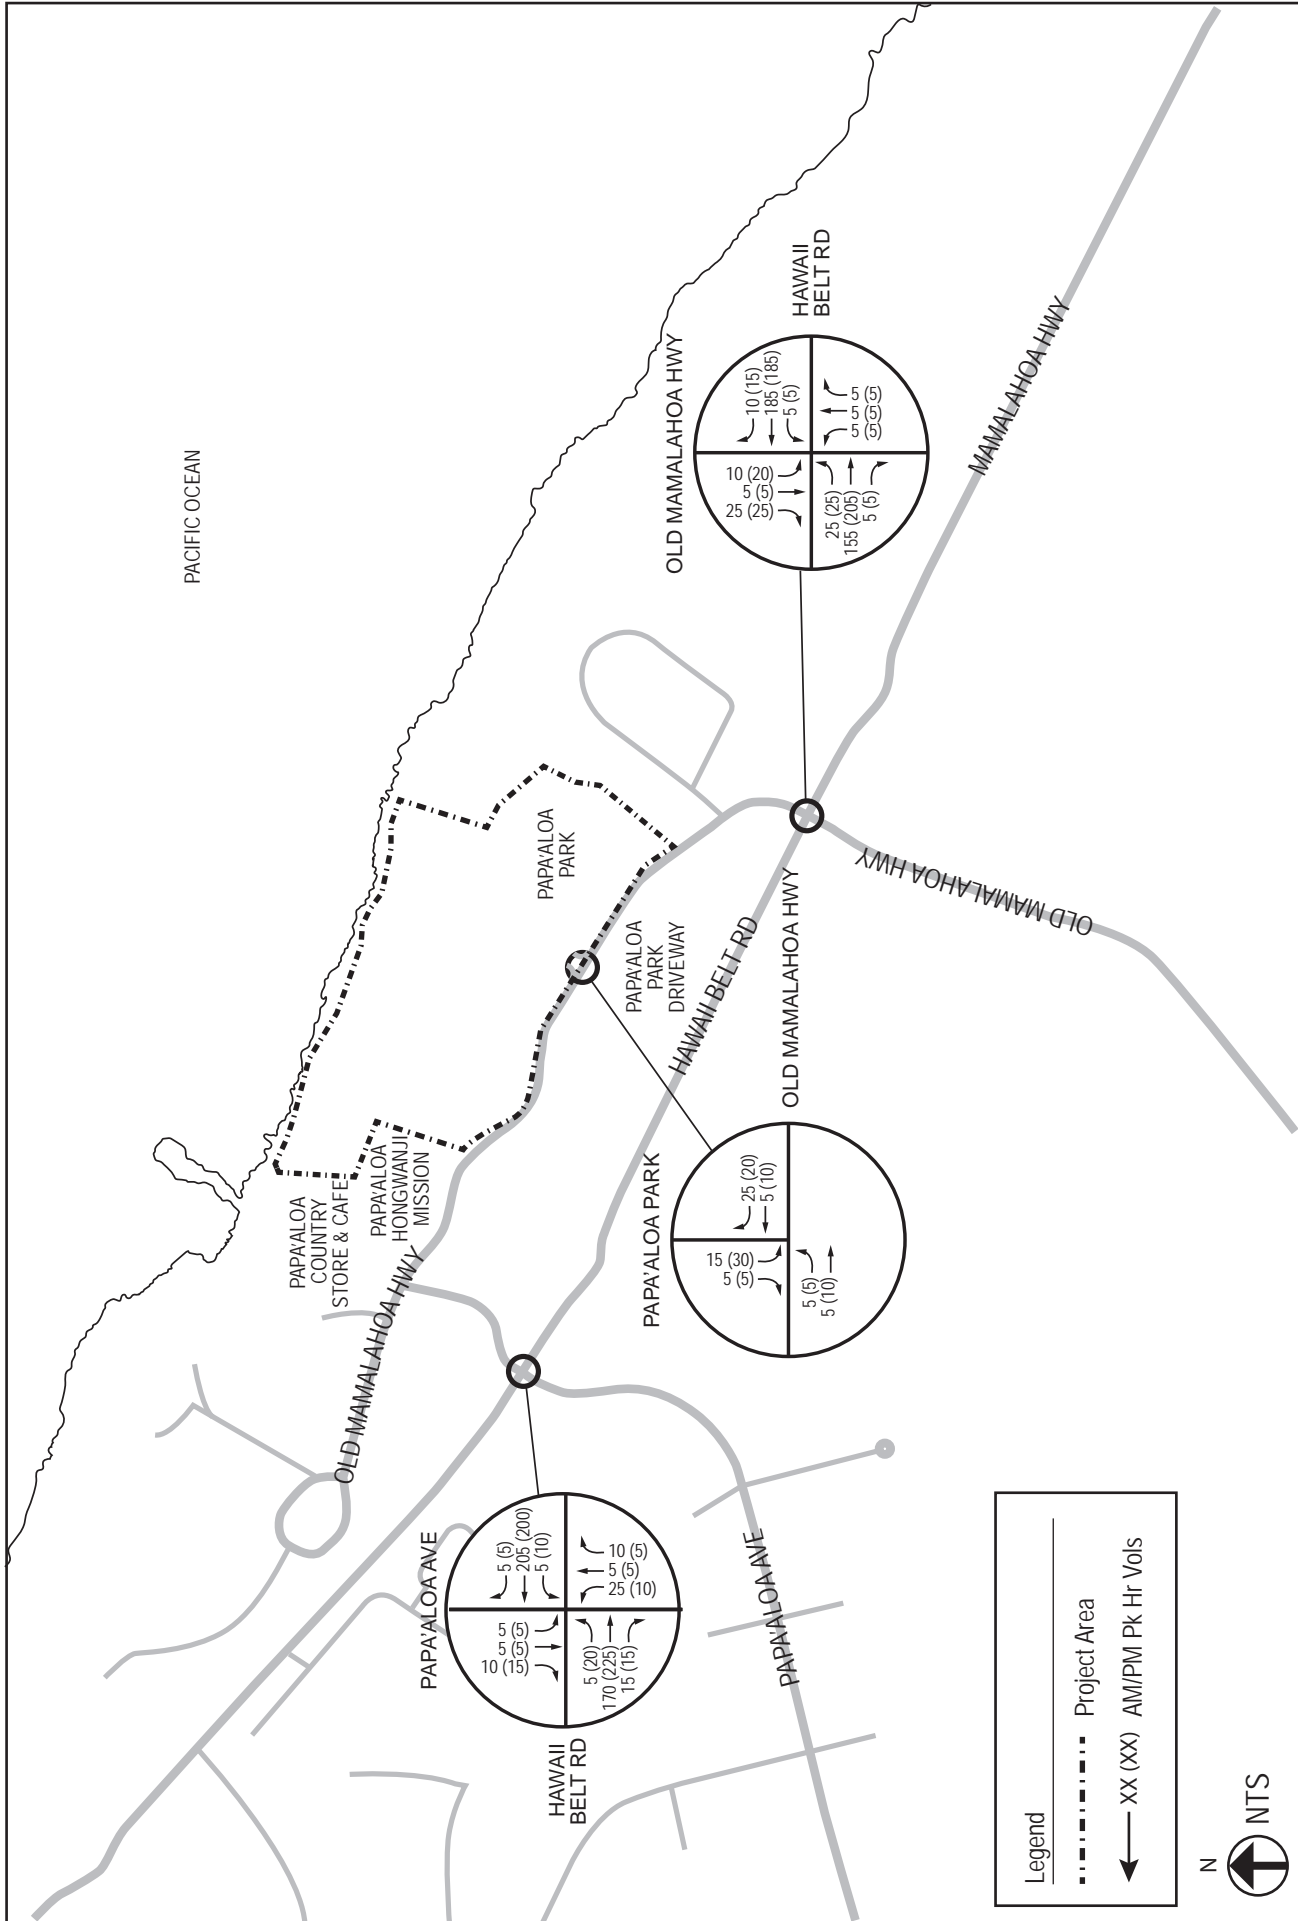 PACIFIC OCEAN
OLD MAMALAHOA HWY
HAWAII
BELT RD
10 (15)
185 (185)
5 (5)
10 (20)
5 (5)
25 (25)
25 (25)
155 (205)
5 (5)
5 (5)
5 (5)
5 (5)
MAMALAHOA HWY
PAPA'ALOA
PARK
PAPA'ALOA
PARK
DRIVEWAY
HAWAII BELT RD
OLD MAMALAHOA HWY
OLD MAMALAHOA HWY
PAPA'ALOA
COUNTRY
STORE & CAFE
PAPA'ALOA
HONGWANJI
MISSION
OLD MAMALAHOA HWY
PAPA'ALOA PARK
25 (20)
5 (10)
15 (30)
5 (5)
5 (5)
5 (10)
PAPA'ALOA AVE
HAWAII
BELT RD
5 (5)
205 (200)
5 (10)
5 (5)
5 (5)
10 (15)
5 (20)
170 (225)
15 (15)
10 (5)
5 (5)
25 (10)
PAPA'ALOA AVE
Legend
Project Area
XX (XX) AM/PM Pk Hr Vols
N
NTS